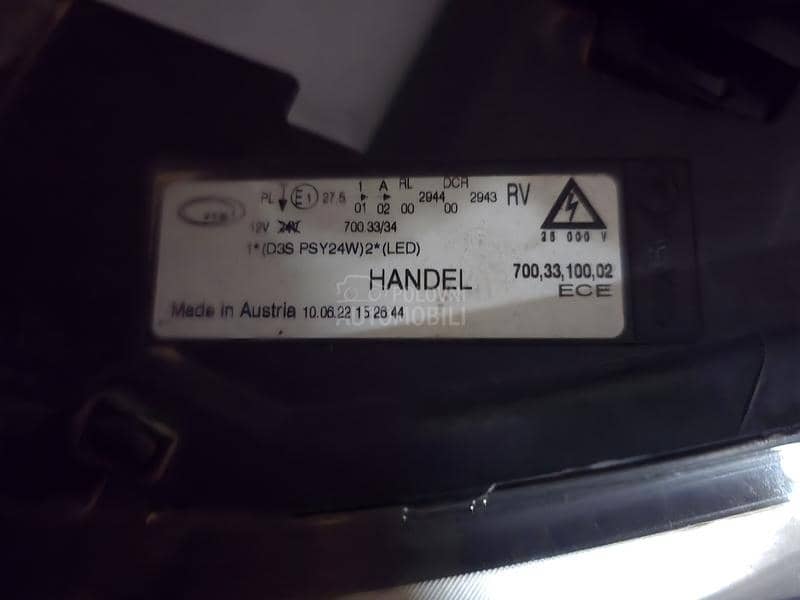 PL E1 27.5 1 A RL DCR
01 02 00 2944 00 2943 RV
12V 24V 700 33/34
1*(D3S PSY24W)2*(LED)
25 000 V
HANDEL 700,33,100,02
ECE
Made in Austria 10.06.22 15 26 44
POLOVNI
AUTOMOBILI